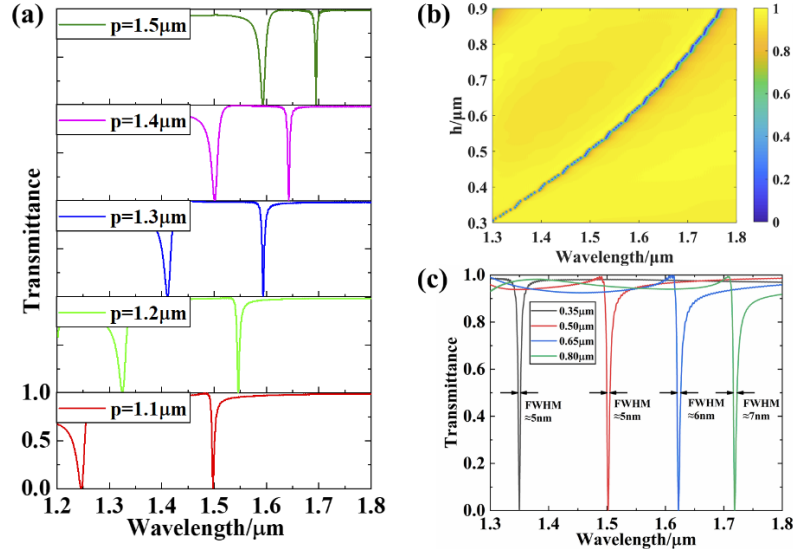 (a)
p=1.5μm
p=1.4μm
p=1.3μm
p=1.2μm
p=1.1μm
Transmittance
1.0
0.5
0.0
1.2 1.3 1.4 1.5 1.6 1.7 1.8
Wavelength/μm
(b)
h/μm
0.9
0.8
0.7
0.6
0.5
0.4
0.3
1.3 1.4 1.5 1.6 1.7 1.8
Wavelength/μm
1
0.8
0.6
0.4
0.2
0
(c)
Transmittance
1.0
0.8
0.6
0.4
0.2
0.0
0.35μm
0.50μm
0.65μm
0.80μm
FWHM
≈5nm
FWHM
≈5nm
FWHM
≈6nm
FWHM
≈7nm
1.3 1.4 1.5 1.6 1.7 1.8
Wavelength/μm